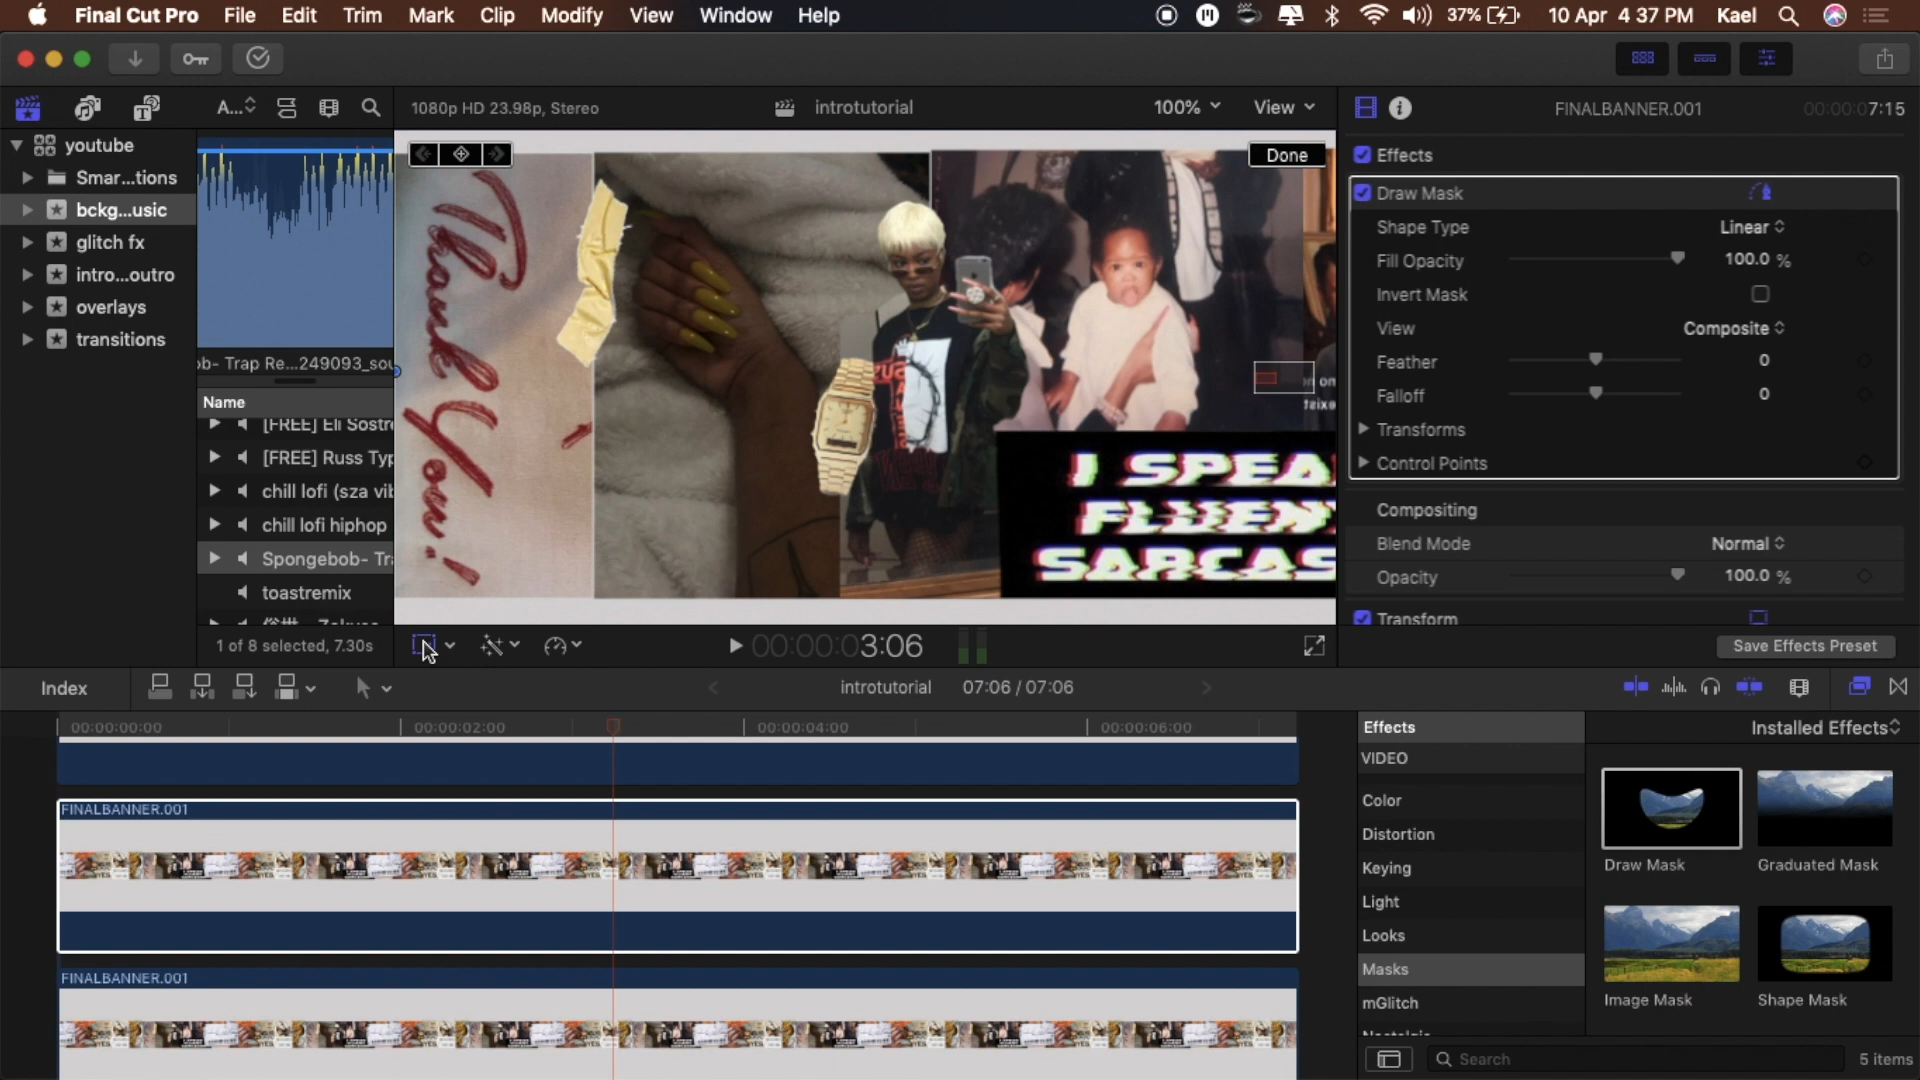 Final Cut Pro File Edit Trim Mark Clip Modify View Window Help 37% 10 Apr 4 37 PM Kael
A...
1080p HD 23.98p, Stereo introtutorial 100% View
FINALBANNER.001 00:00:07:15
youtube
Smar...tions
bckg...usic
glitch fx
intro...outro
overlays
transitions
ob- Trap Re...249093_sou
Name
[FREE] Eli Sostre
[FREE] Russ Typ
chill lofi (sza vib
chill lofi hiphop
Spongebob- Tra
toastremix
1 of 8 selected, 7.30s
Done
Thank
You..!
I SPEA
FLUENT
SARCAS
00:00:03:06
Effects
Draw Mask
Shape Type Linear
Fill Opacity 100.0 %
Invert Mask
View Composite
Feather 0
Falloff 0
Transforms
Control Points
Compositing
Blend Mode Normal
Opacity 100.0 %
Transform
Save Effects Preset
Index introtutorial 07:06 / 07:06
00:00:00:00 00:00:02:00 00:00:04:00 00:00:06:00
FINALBANNER.001
FINALBANNER.001
Effects Installed Effects
VIDEO
Color
Distortion
Keying
Light
Looks
Masks
mGlitch
Nostalgia
Draw Mask Graduated Mask
Image Mask Shape Mask
Search 5 items